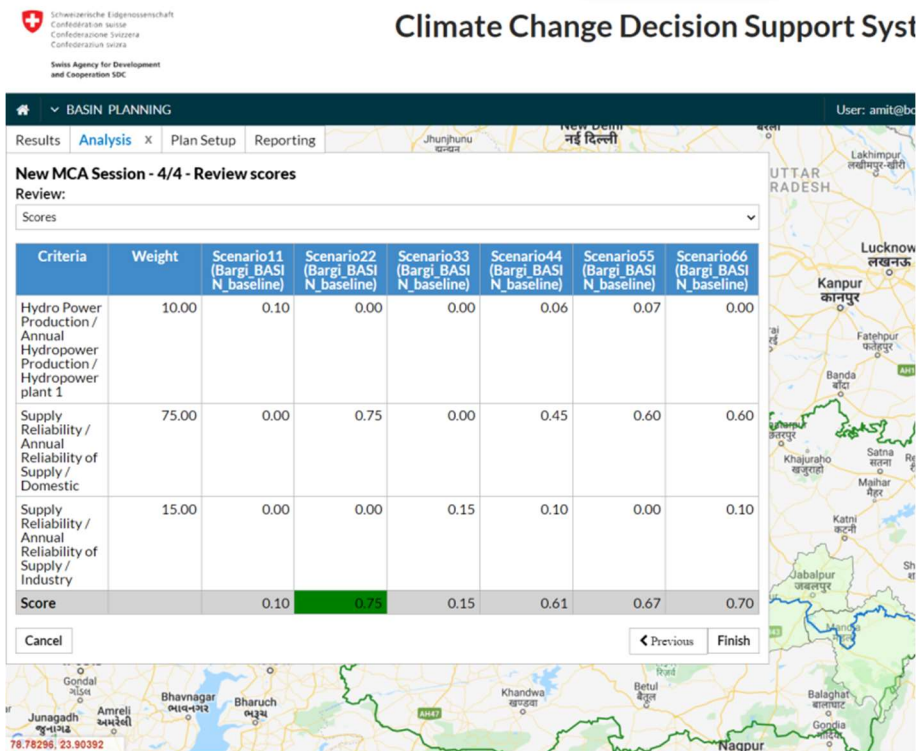 Schweizerische Eidgenossenschaft
Confédération suisse
Confederazione Svizzera
Confederaziun svizra
Swiss Agency for Development
and Cooperation SDC
Climate Change Decision Support Syst
BASIN PLANNING
User: amit@bo
Results Analysis X Plan Setup Reporting
New MCA Session - 4/4 - Review scores
Review:
Scores
Criteria Weight Scenario11 (Bargi_BASIN_baseline) Scenario22 (Bargi_BASIN_baseline) Scenario33 (Bargi_BASIN_baseline) Scenario44 (Bargi_BASIN_baseline) Scenario55 (Bargi_BASIN_baseline) Scenario66 (Bargi_BASIN_baseline)
Hydro Power Production / Annual Hydropower Production / Hydropower plant 1 10.00 0.10 0.00 0.00 0.06 0.07 0.00
Supply Reliability / Annual Reliability of Supply / Domestic 75.00 0.00 0.75 0.00 0.45 0.60 0.60
Supply Reliability / Annual Reliability of Supply / Industry 15.00 0.00 0.00 0.15 0.10 0.00 0.10
Score 0.10 0.75 0.15 0.61 0.67 0.70
Cancel
Previous Finish
Jhunjhunu
New Delhi
नई दिल्ली
Lakhimpur
लखीमपुर-खीरी
UTTAR
RADESH
Lucknow
लखनऊ
Kanpur
कानपुर
Fatehpur
फतेहपुर
Banda
बाँदा
Khajuraho
खजुराहो
Satna
सतना
Maihar
मैहर
Katni
कटनी
Jabalpur
जबलपुर
Mandla
Gondal
ગોંડલ
Junagadh
જુનાગઢ
Amreli
અમરેલી
Bhavnagar
ભાવનગર
Bharuch
ભરૂચ
AH47
Khandwa
खण्डवा
Betul
बैतूल
Balaghat
बालाघाट
Gondia
Nagpur
78.78296, 23.90392